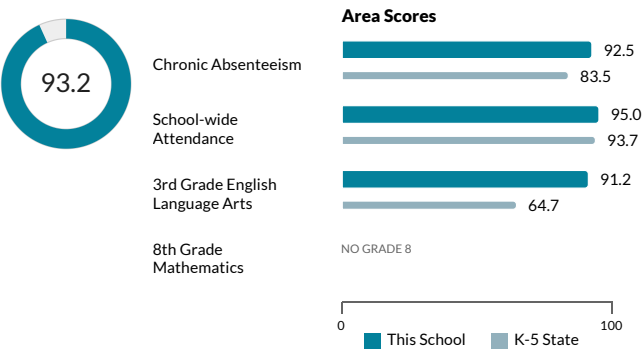 93.2
Area Scores
Chronic Absenteeism
92.5
83.5
School-wide
Attendance
95.0
93.7
3rd Grade English
Language Arts
91.2
64.7
8th Grade
Mathematics
NO GRADE 8
0
100
This School
K-5 State